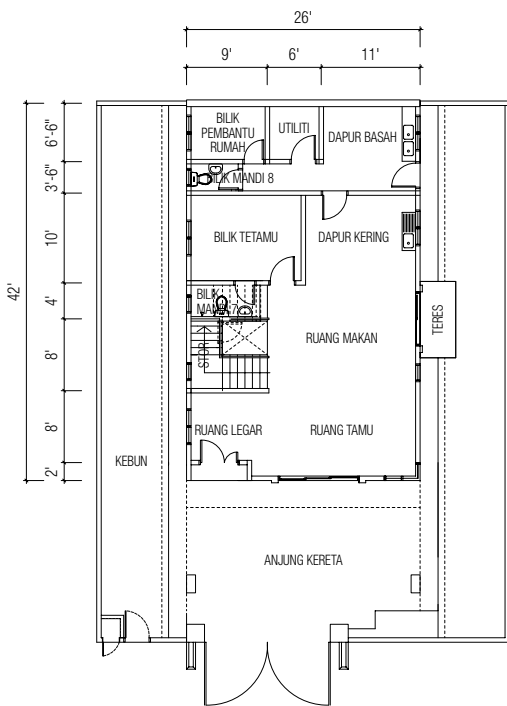 26'
9'
6'
11'
6'-6"
3'-6"
10'
4'
8'
8'
2'
42'
BILIK
PEMBANTU
RUMAH
UTILITI
DAPUR BASAH
BILIK MANDI 8
BILIK TETAMU
DAPUR KERING
BILIK
MANDI 7
STOR
RUANG MAKAN
TERES
RUANG LEGAR
RUANG TAMU
KEBUN
ANJUNG KERETA